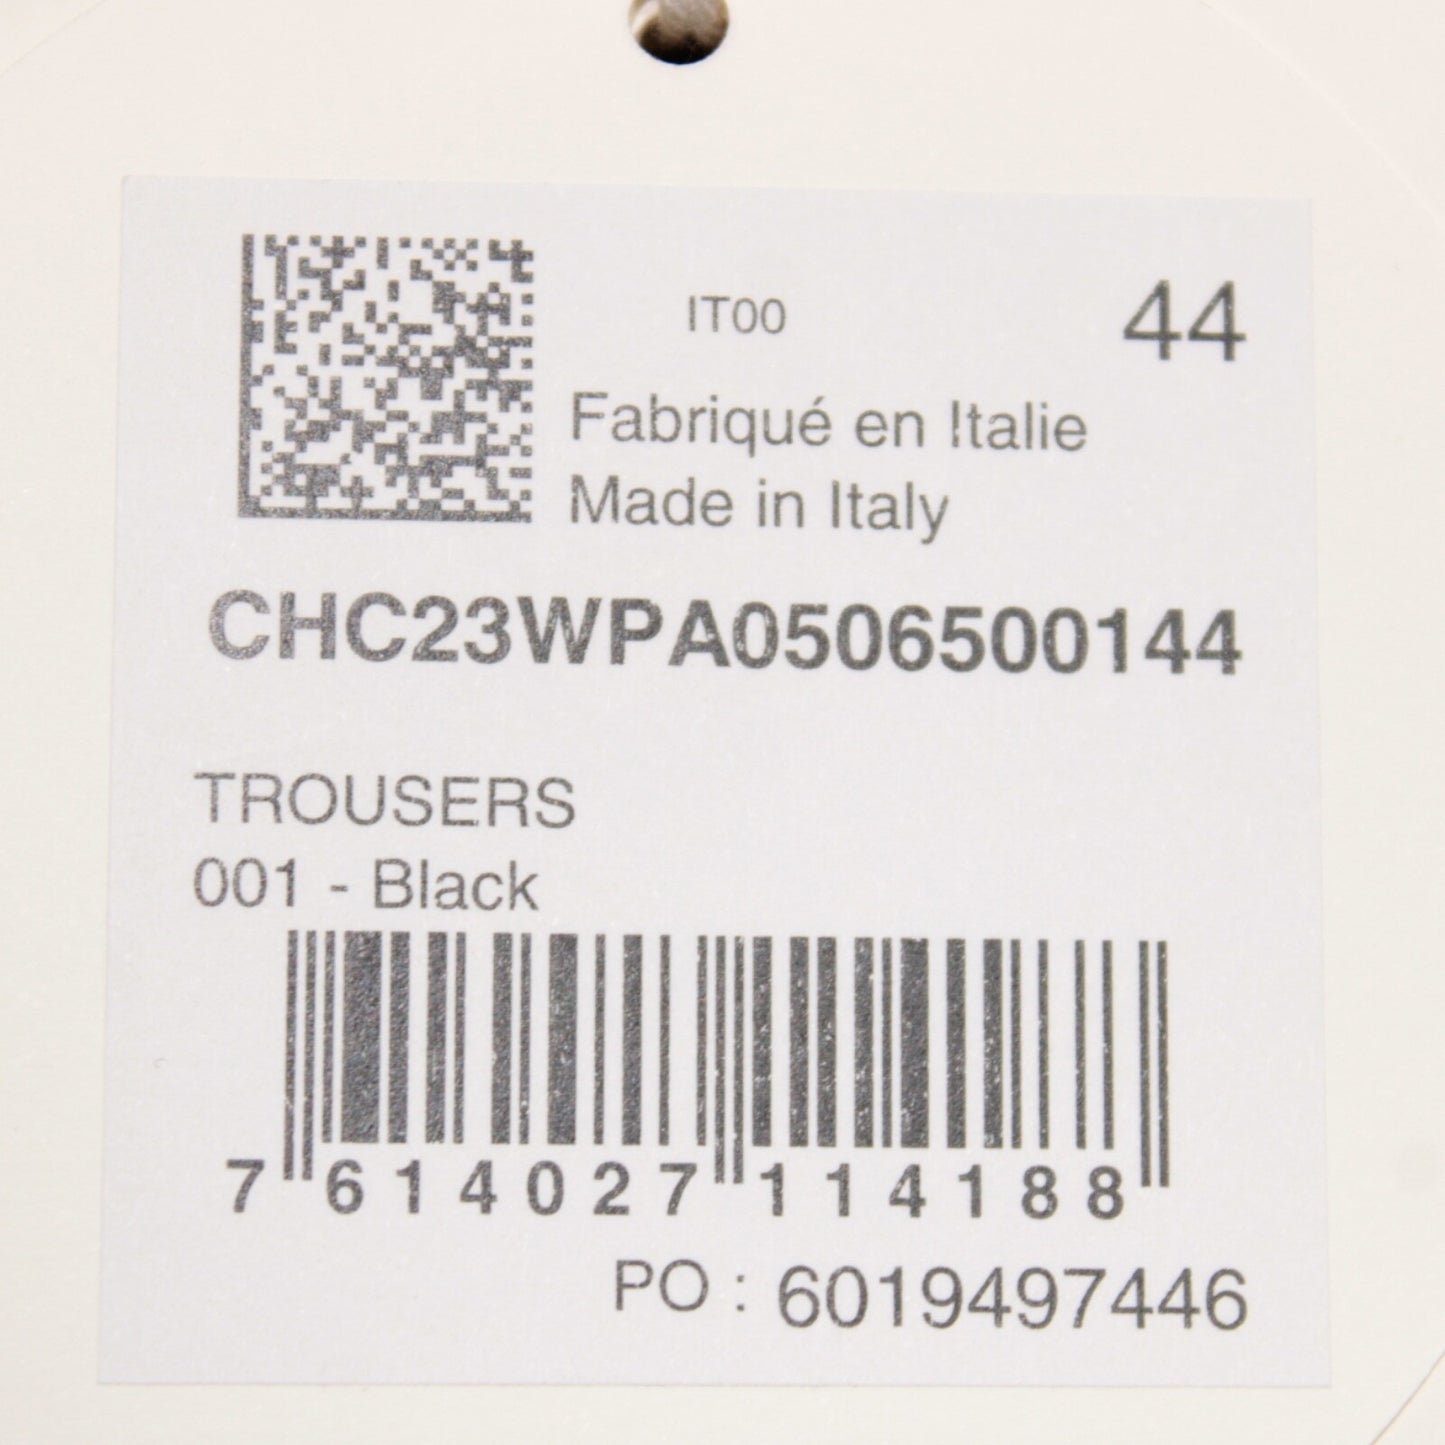 IT00
44
Fabriqué en Italie
Made in Italy
CHC23WPA0506500144
TROUSERS
001 - Black
7 614027 114188
PO : 6019497446